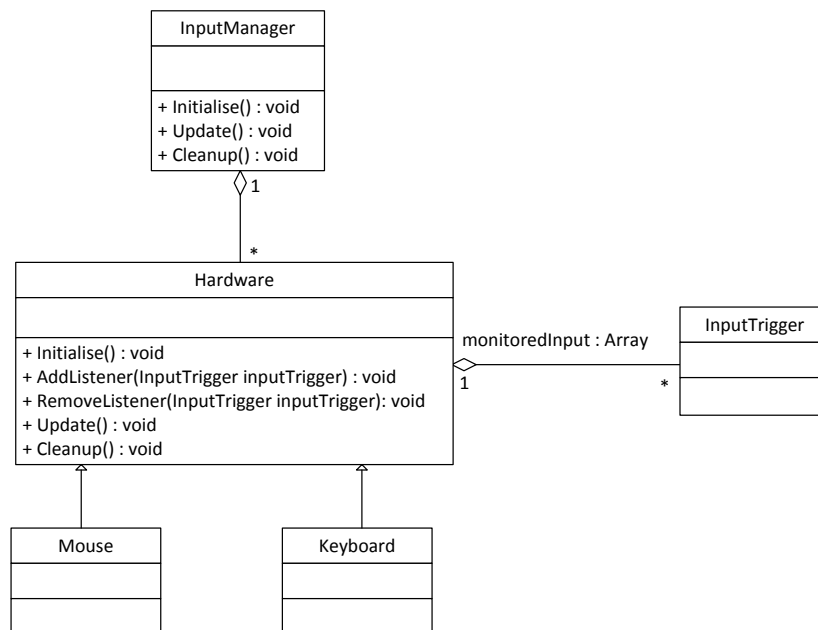 InputManager
+ Initialise() : void
+ Update() : void
+ Cleanup() : void
1
*
Hardware
+ Initialise() : void
+ AddListener(InputTrigger inputTrigger) : void
+ RemoveListener(InputTrigger inputTrigger): void
+ Update() : void
+ Cleanup() : void
monitoredInput : Array
1
*
InputTrigger
Mouse
Keyboard